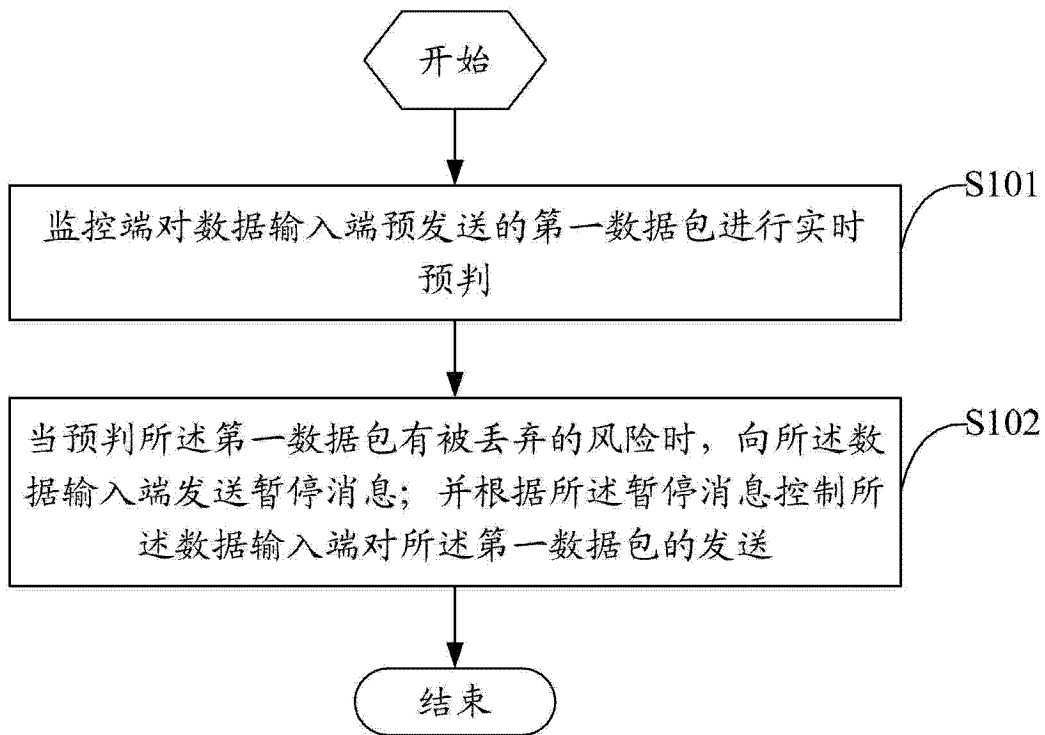 开始
S101
监控端对数据输入端预发送的第一数据包进行实时
预判
S102
当预判所述第一数据包有被丢弃的风险时，向所述数
据输入端发送暂停消息；并根据所述暂停消息控制所
述数据输入端对所述第一数据包的发送
结束